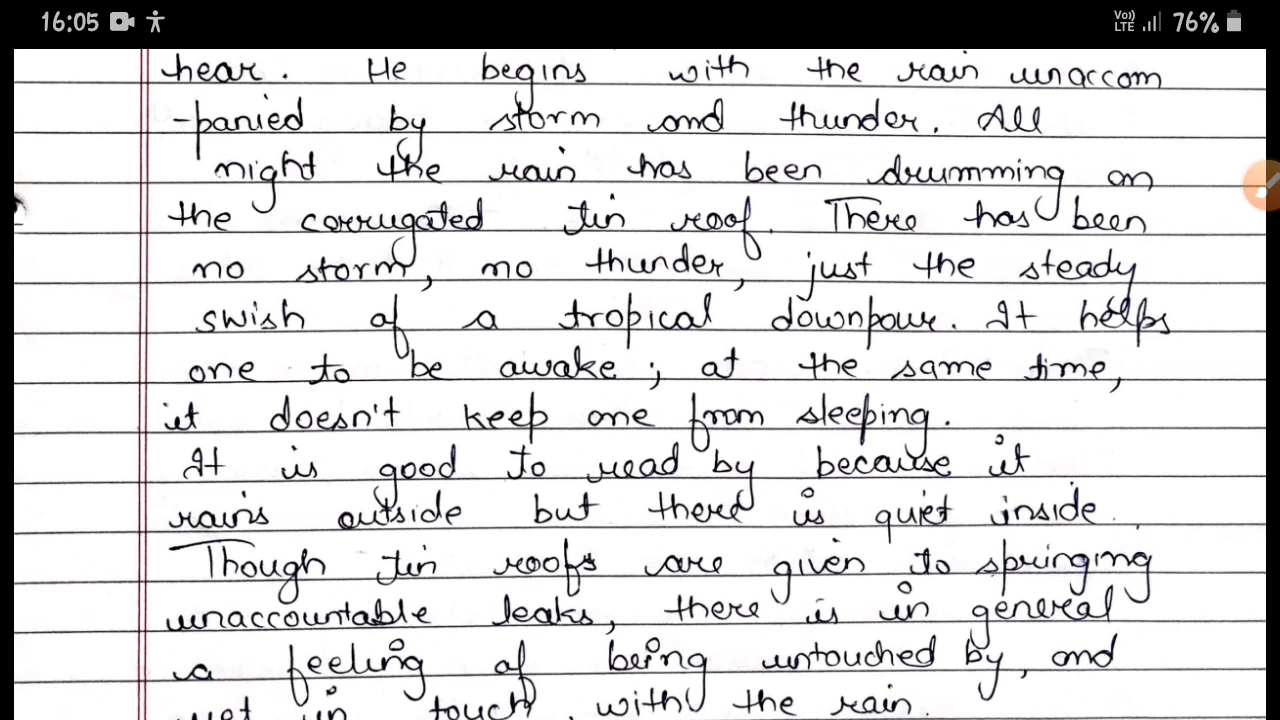 16:05 Vo)) LTE 76%
hear. He begins with the rain unaccom
-panied by storm and thunder. All
night the rain has been drumming on
the corrugated tin roof. There has been
no storm, no thunder, just the steady
swish of a tropical downpour. It helps
one to be awake; at the same time,
it doesn't keep one from sleeping.
It is good to read by because it
rains outside but there is quiet inside.
Though tin roofs are given to springing
unaccountable leaks, there is in general
a feeling of being untouched by, and
yet in touch with the rain.